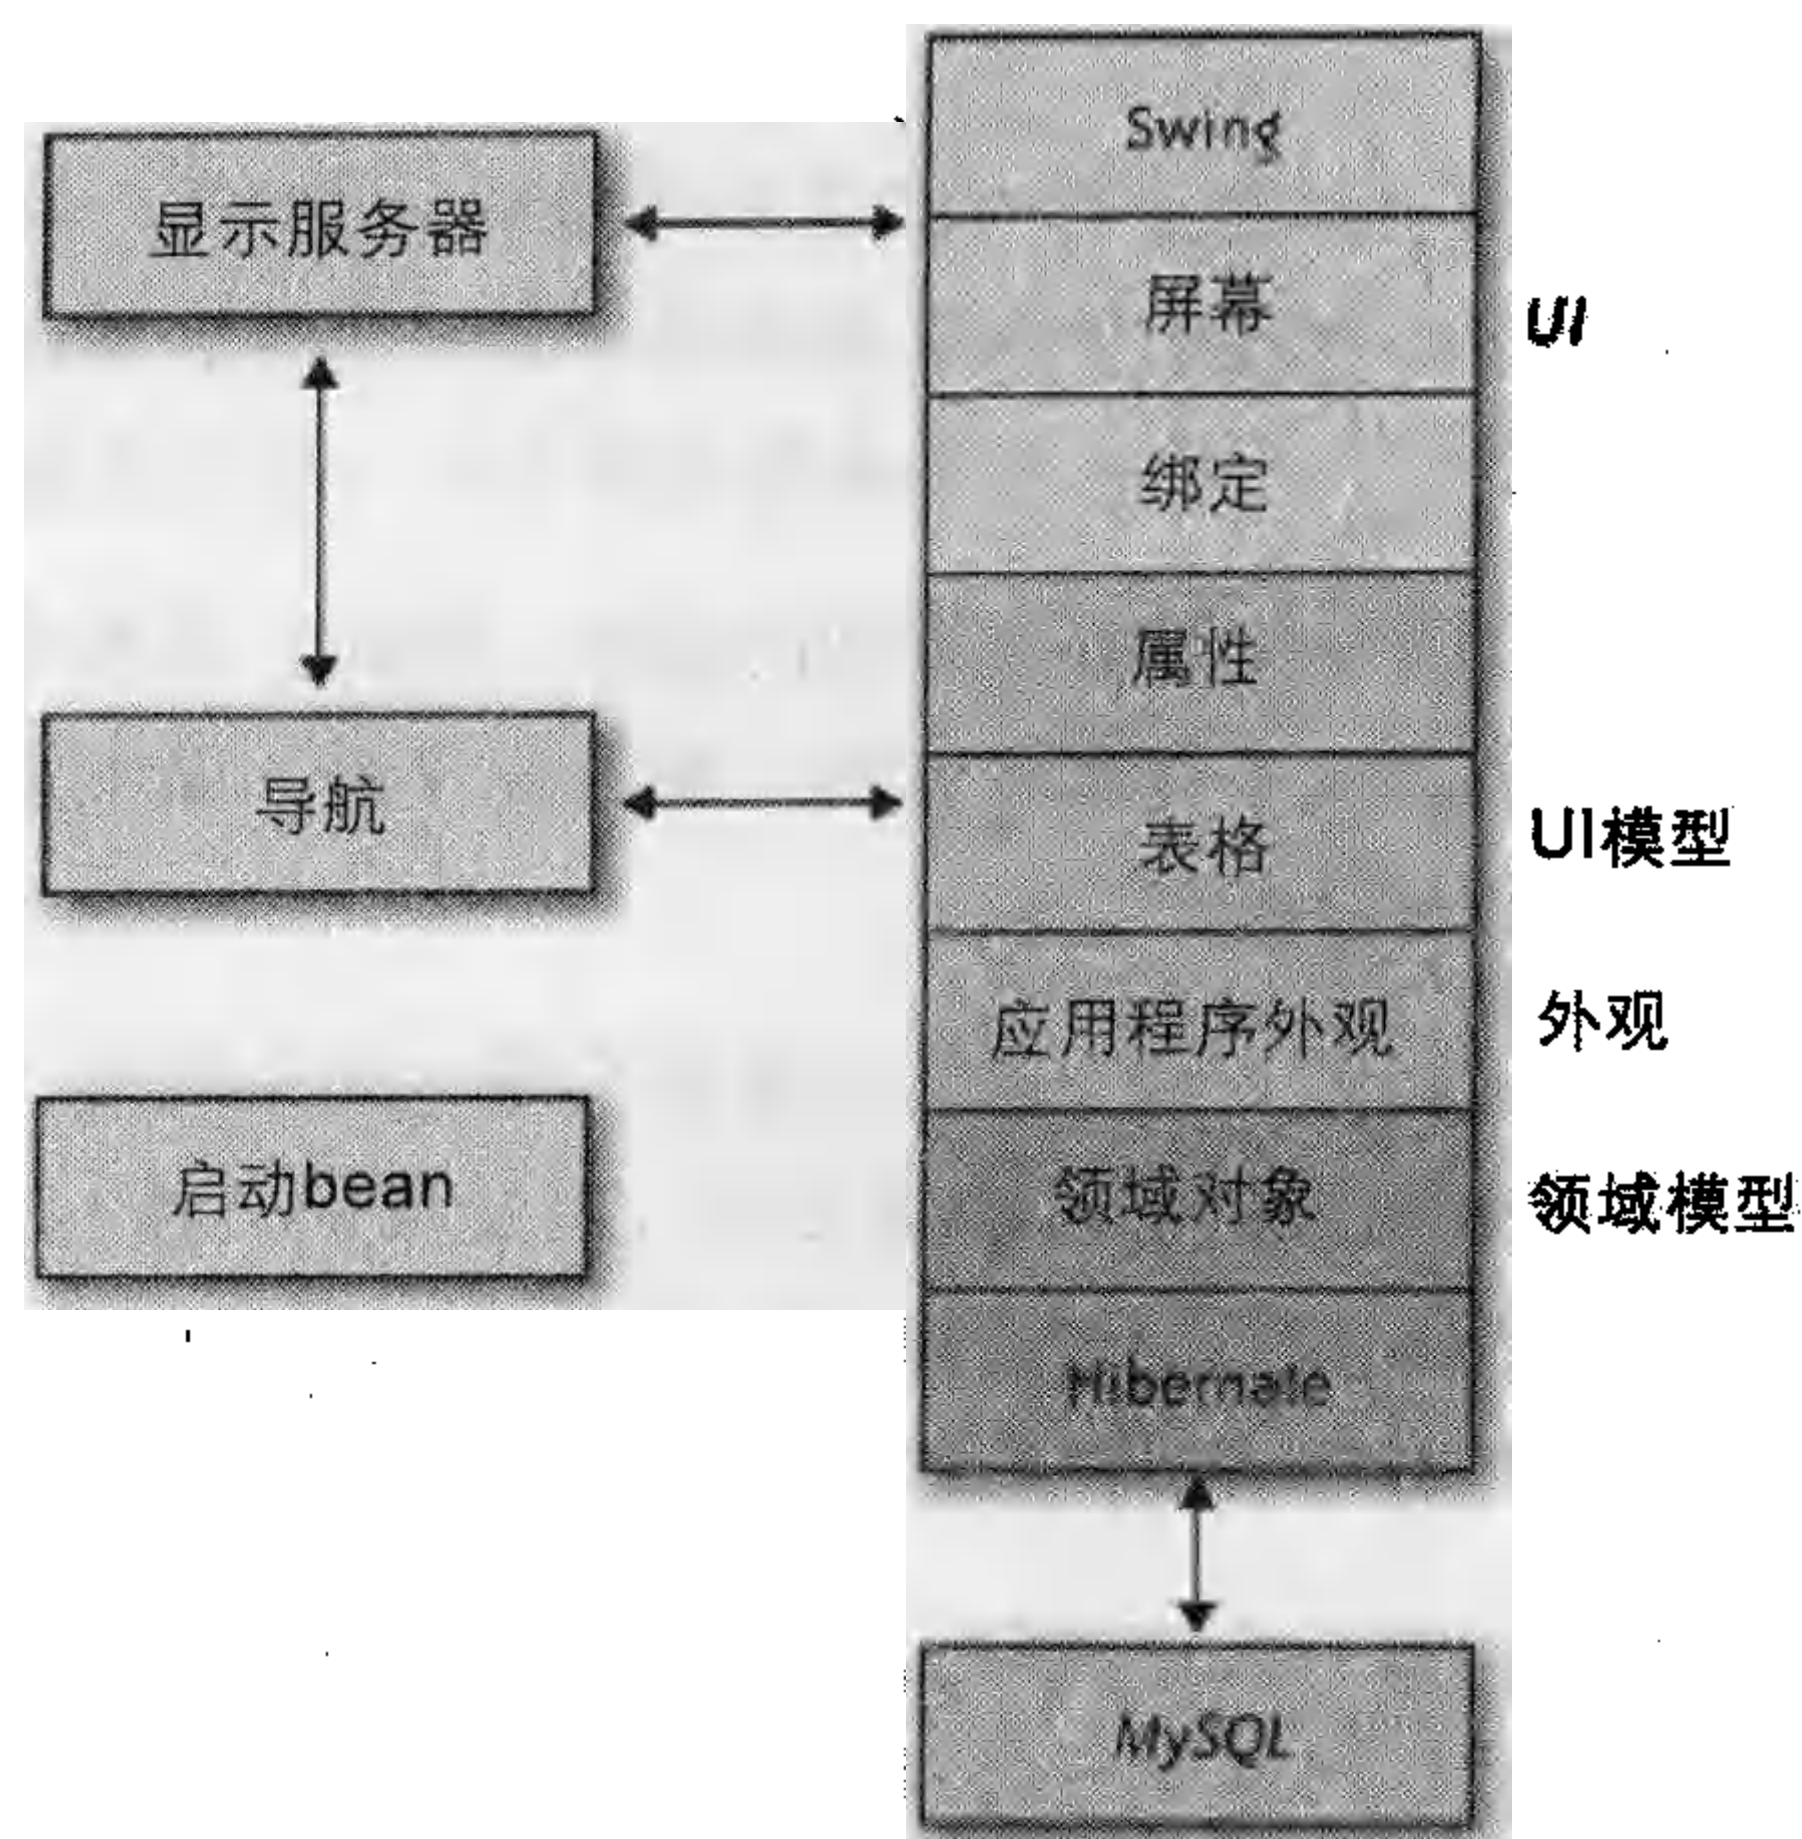 显示服务器
导航
启动bean
Swing
屏幕
绑定
属性
表格
应用程序外观
领域对象
Hibernate
MySQL
UI
UI模型
外观
领域模型